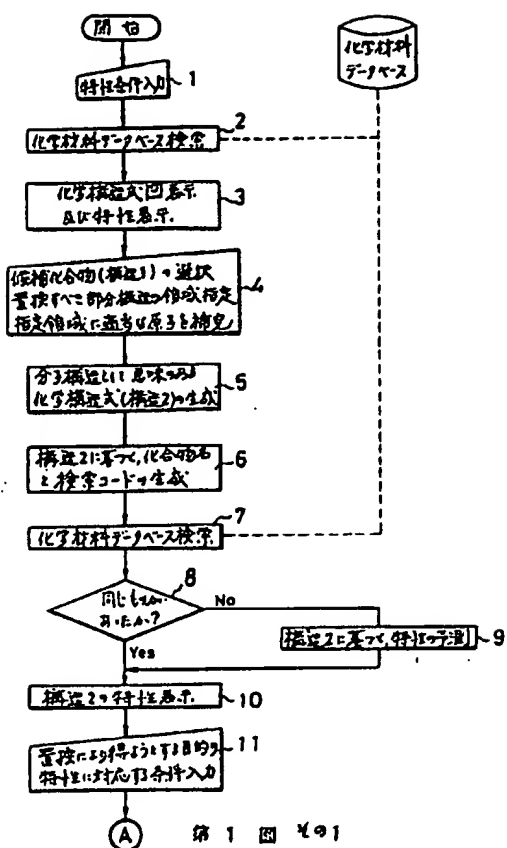 開始
化学材料
データベース
特性条件入力
1
化学材料データベース検索
2
化学構造式図表示
及び特性表示
3
候補化合物(構造1)の選択
置換すべき部分構造の領域指定
指定領域に適当な原子を補充
4
分子構造として意味のある
化学構造式(構造2)の生成
5
構造2に基づいて,化合物名
と検索コードの生成
6
化学材料データベース検索
7
同じものが
あったか?
8
No
Yes
構造2に基づいて,特性の予測
9
構造2の特性表示
10
置換により得ようとする目的の
特性に対応する条件入力
11
A
第1図 その1